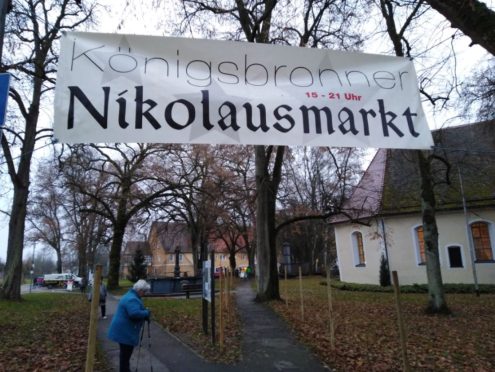 Königsbronner
15 - 21 Uhr
Nikolausmarkt